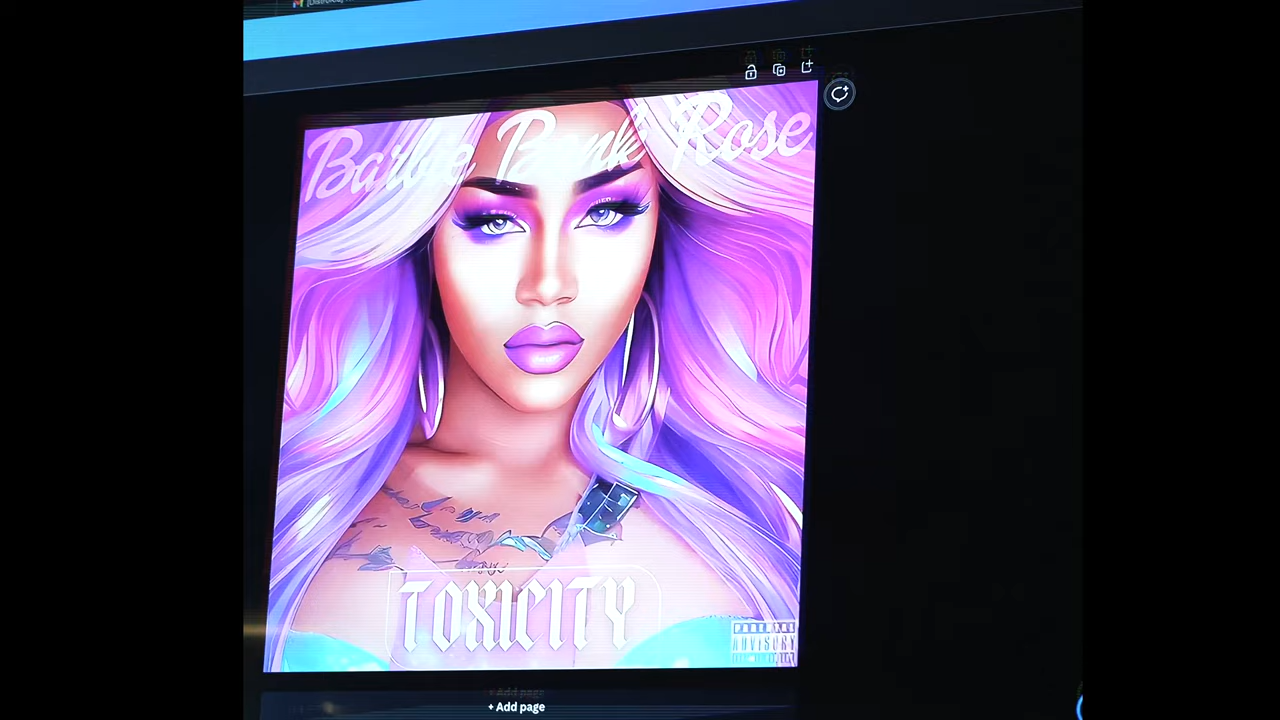 Barbie Pink Rose
TOXICITY
PARENTAL
ADVISORY
+ Add page